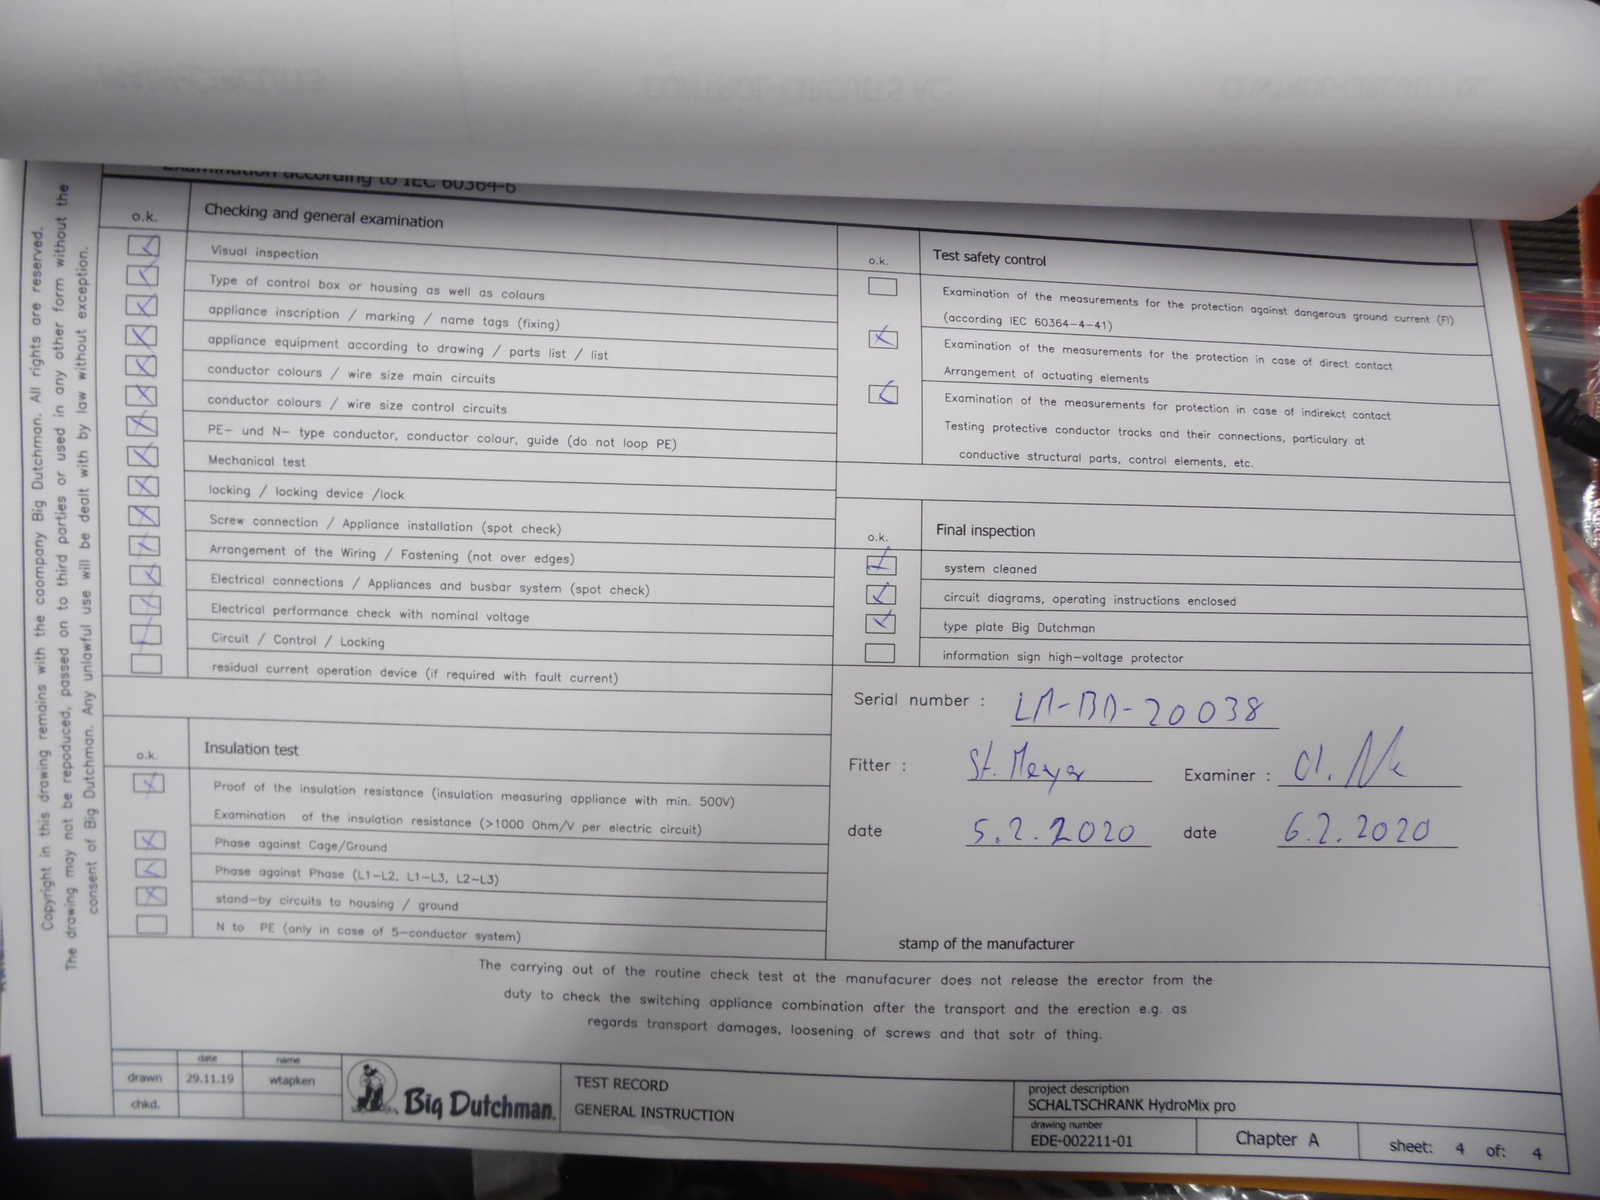 Examination according to IEC 60364-6
o.k.
Checking and general examination
Visual inspection
Type of control box or housing as well as colours
appliance inscription / marking / name tags (fixing)
appliance equipment according to drawing / parts list / list
conductor colours / wire size main circuits
conductor colours / wire size control circuits
PE- und N- type conductor, conductor colour, guide (do not loop PE)
Mechanical test
locking / locking device /lock
Screw connection / Appliance installation (spot check)
Arrangement of the Wiring / Fastening (not over edges)
Electrical connections / Appliances and busbar system (spot check)
Electrical performance check with nominal voltage
Circuit / Control / Locking
residual current operation device (if required with fault current)
o.k.
Insulation test
Proof of the insulation resistance (insulation measuring appliance with min. 500V)
Examination of the insulation resistance (>1000 Ohm/V per electric circuit)
Phase against Cage/Ground
Phase against Phase (L1-L2, L1-L3, L2-L3)
stand-by circuits to housing / ground
N to PE (only in case of 5-conductor system)
o.k.
Test safety control
Examination of the measurements for the protection against dangerous ground current (FI)
(according IEC 60364-4-41)
Examination of the measurements for the protection in case of direct contact
Arrangement of actuating elements
Examination of the measurements for protection in case of indirekct contact
Testing protective conductor tracks and their connections, particulary at
conductive structural parts, control elements, etc.
o.k.
Final inspection
system cleaned
circuit diagrams, operating instructions enclosed
type plate Big Dutchman
information sign high-voltage protector
Serial number : LA-BD-20038
Fitter : St. Meyer Examiner :
date 5.2.2020 date 6.2.2020
stamp of the manufacturer
The carrying out of the routine check test at the manufacurer does not release the erector from the
duty to check the switching appliance combination after the transport and the erection e.g. as
regards transport damages, loosening of screws and that sotr of thing.
date name
drawn 29.11.19 wtapken
chkd.
Big Dutchman.
TEST RECORD
GENERAL INSTRUCTION
project description
SCHALTSCHRANK HydroMix pro
drawing number
EDE-002211-01
Chapter A
sheet: 4 of: 4
Copyright in this drawing remains with the coompany Big Dutchman. All rights are reserved.
The drawing may not be repoduced, passed on to third parties or used in any other form without the
consent of Big Dutchman. Any unlawful use will be dealt with by law without exception.